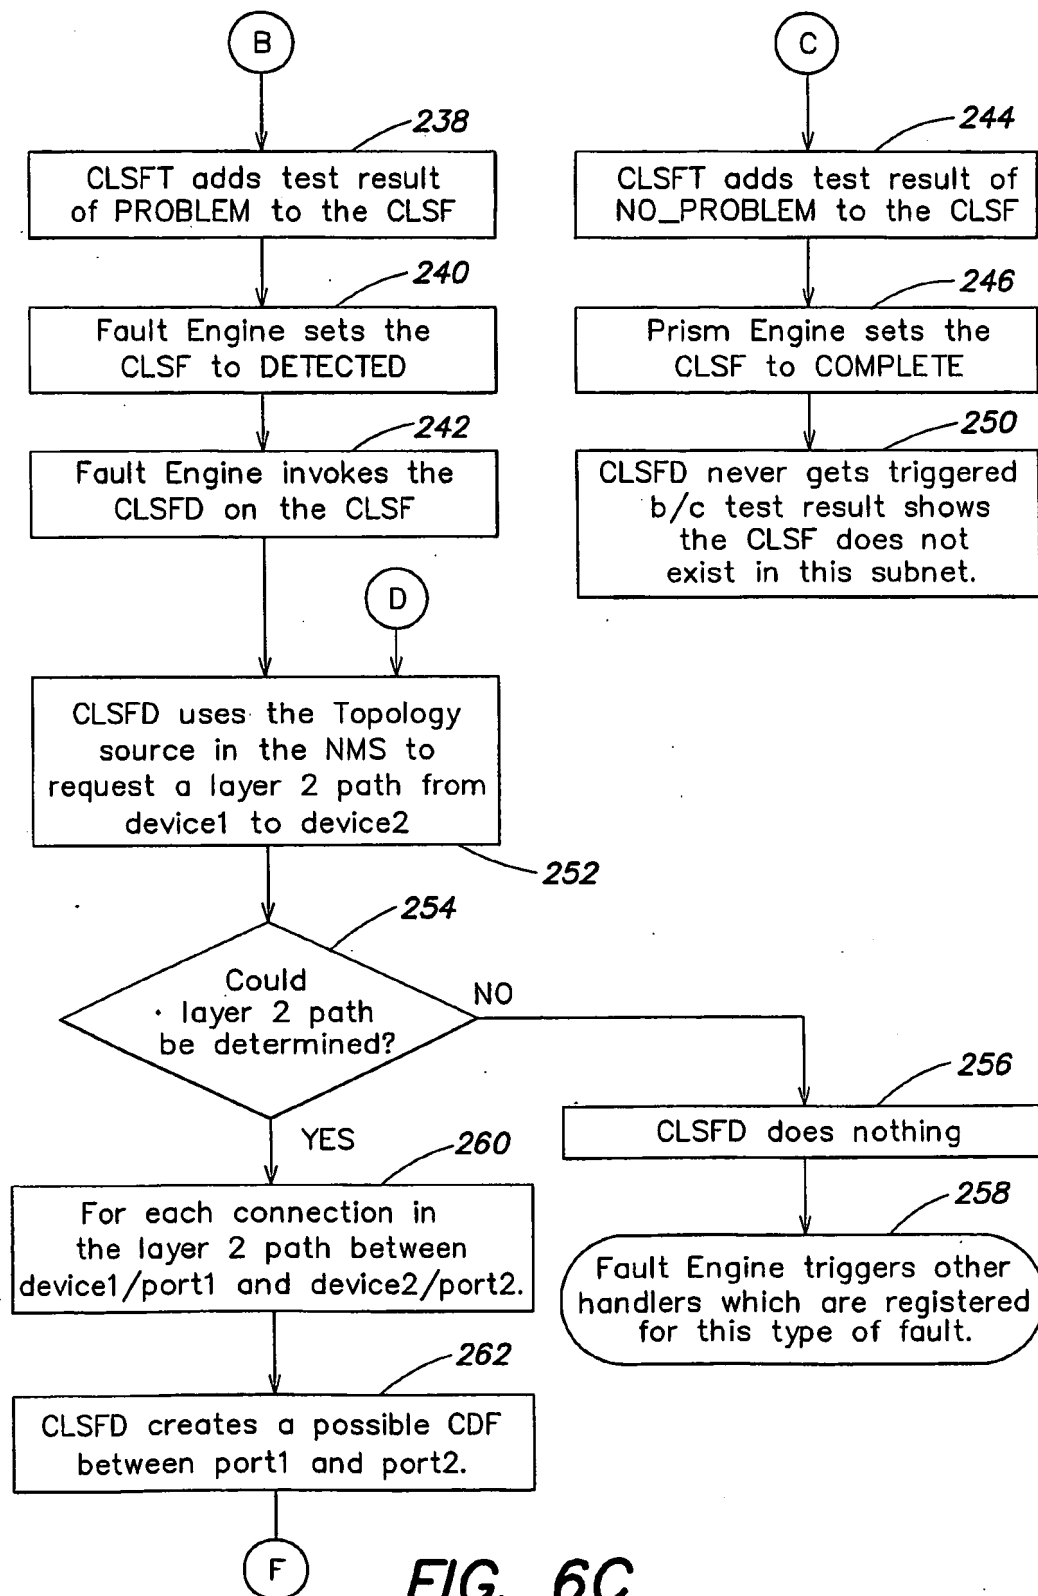 B
238
CLSFT adds test result
of PROBLEM to the CLSF
240
Fault Engine sets the
CLSF to DETECTED
242
Fault Engine invokes the
CLSFD on the CLSF
C
244
CLSFT adds test result of
NO_PROBLEM to the CLSF
246
Prism Engine sets the
CLSF to COMPLETE
250
CLSFD never gets triggered
b/c test result shows
the CLSF does not
exist in this subnet.
D
CLSFD uses the Topology
source in the NMS to
request a layer 2 path from
device1 to device2
252
254
Could
layer 2 path
be determined?
NO
YES
256
CLSFD does nothing
258
Fault Engine triggers other
handlers which are registered
for this type of fault.
260
For each connection in
the layer 2 path between
device1/port1 and device2/port2.
262
CLSFD creates a possible CDF
between port1 and port2.
F
FIG. 6C